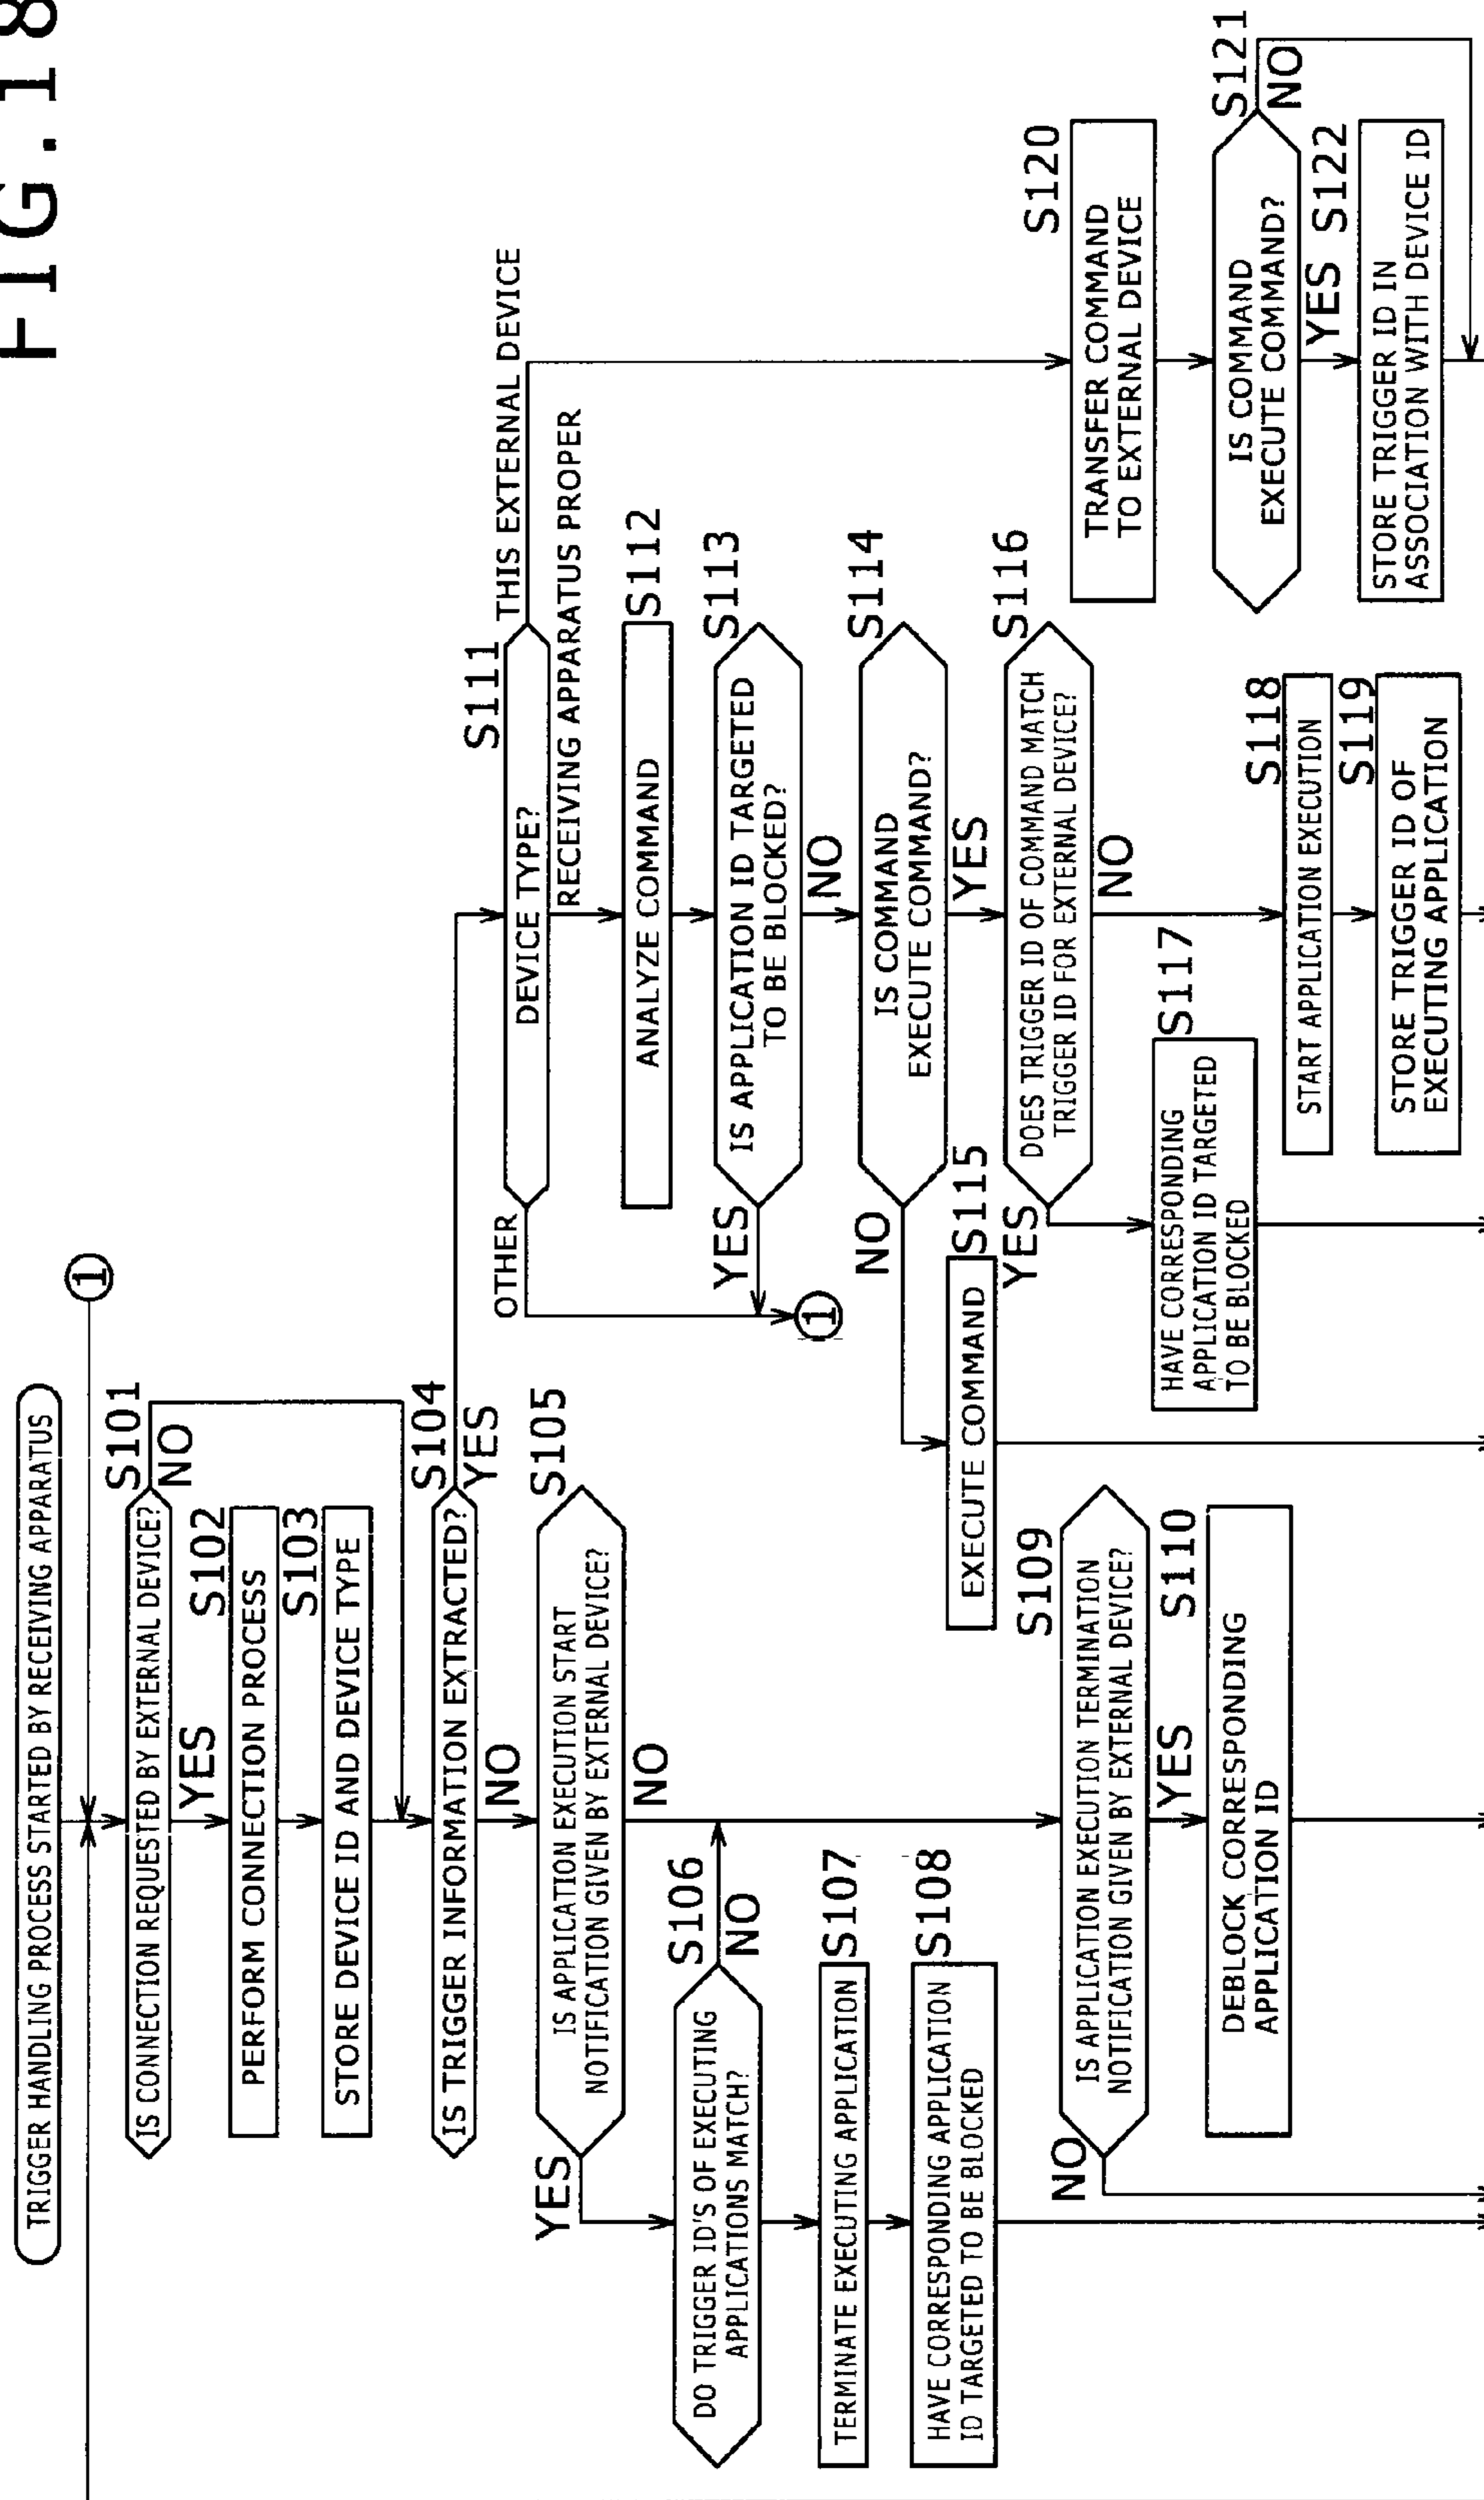 FIG.18
TRIGGER HANDLING PROCESS STARTED BY RECEIVING APPARATUS
1
S101
IS CONNECTION REQUESTED BY EXTERNAL DEVICE?
NO
YES
S102
PERFORM CONNECTION PROCESS
S103
STORE DEVICE ID AND DEVICE TYPE
S104
IS TRIGGER INFORMATION EXTRACTED?
YES
NO
S105
IS APPLICATION EXECUTION START
NOTIFICATION GIVEN BY EXTERNAL DEVICE?
YES
NO
S106
DO TRIGGER ID'S OF EXECUTING
APPLICATIONS MATCH?
NO
S107
TERMINATE EXECUTING APPLICATION
S108
HAVE CORRESPONDING APPLICATION
ID TARGETED TO BE BLOCKED
S109
IS APPLICATION EXECUTION TERMINATION
NOTIFICATION GIVEN BY EXTERNAL DEVICE?
NO
YES
S110
DEBLOCK CORRESPONDING
APPLICATION ID
S111
DEVICE TYPE?
THIS EXTERNAL DEVICE
OTHER
RECEIVING APPARATUS PROPER
S112
ANALYZE COMMAND
S113
IS APPLICATION ID TARGETED
TO BE BLOCKED?
YES
1
NO
S114
IS COMMAND
EXECUTE COMMAND?
NO
YES
S115
EXECUTE COMMAND
S116
DOES TRIGGER ID OF COMMAND MATCH
TRIGGER ID FOR EXTERNAL DEVICE?
YES
NO
S117
HAVE CORRESPONDING
APPLICATION ID TARGETED
TO BE BLOCKED
S118
START APPLICATION EXECUTION
S119
STORE TRIGGER ID OF
EXECUTING APPLICATION
S120
TRANSFER COMMAND
TO EXTERNAL DEVICE
S121
IS COMMAND
EXECUTE COMMAND?
NO
YES
S122
STORE TRIGGER ID IN
ASSOCIATION WITH DEVICE ID